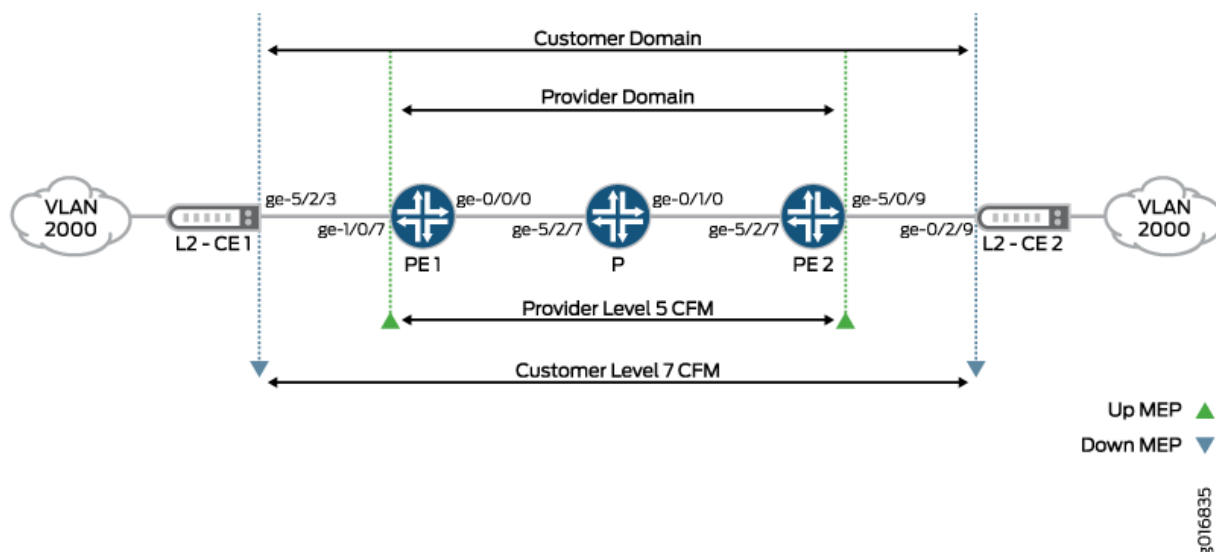 Customer Domain
Provider Domain
VLAN
2000
ge-5/2/3
ge-0/0/0
ge-0/1/0
ge-5/0/9
VLAN
2000
ge-1/0/7
ge-5/2/7
ge-5/2/7
ge-0/2/9
L2 - CE 1
PE 1
P
PE 2
L2 - CE 2
Provider Level 5 CFM
Customer Level 7 CFM
Up MEP
Down MEP
g016835